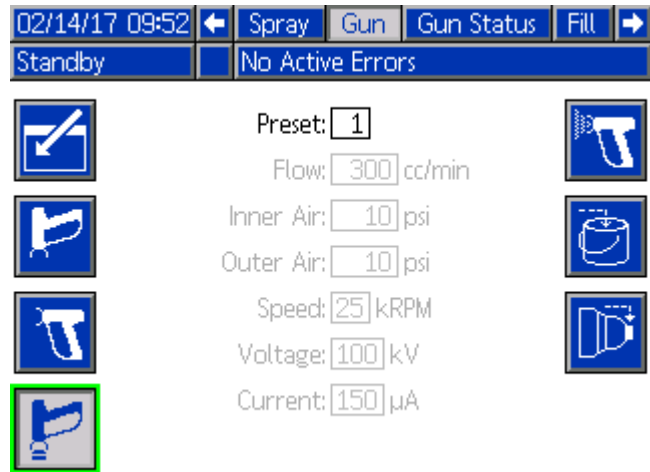 02/14/17 09:52 Spray Gun Gun Status Fill
Standby No Active Errors
Preset: 1
Flow: 300 cc/min
Inner Air: 10 psi
Outer Air: 10 psi
Speed: 25 kRPM
Voltage: 100 kV
Current: 150 µA